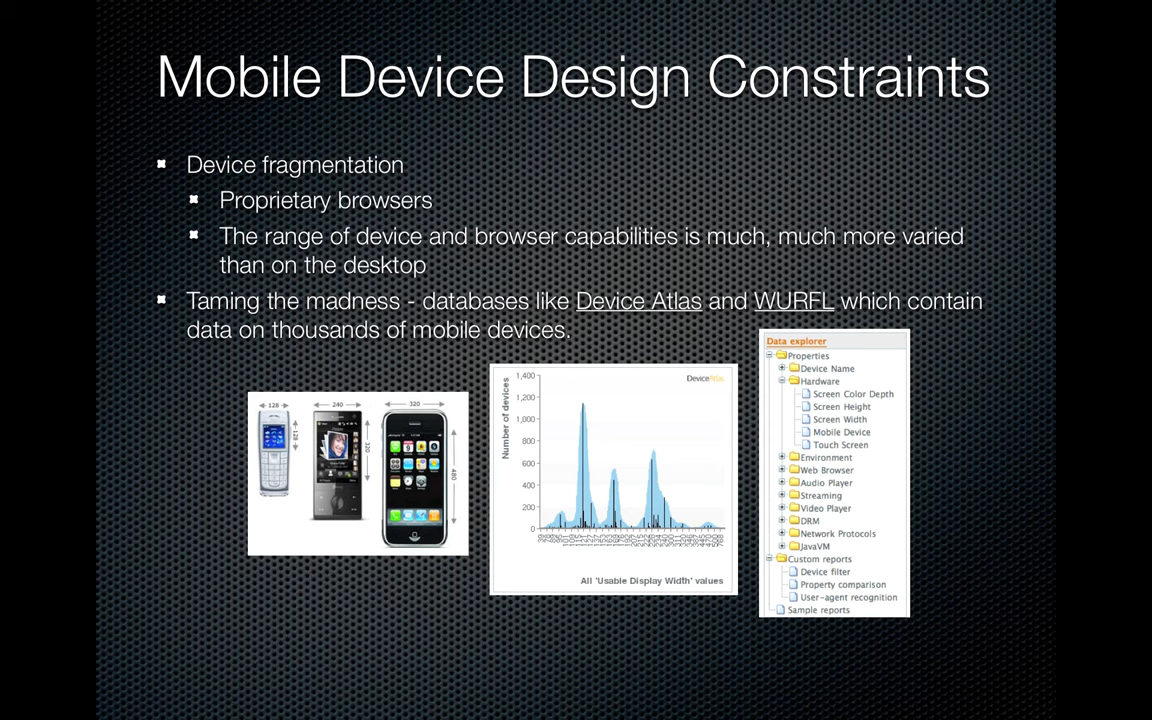 Mobile Device Design Constraints
Device fragmentation
Proprietary browsers
The range of device and browser capabilities is much, much more varied
than on the desktop
Taming the madness - databases like Device Atlas and WURFL which contain
data on thousands of mobile devices.
128
128
240
320
320
480
DeviceAtlas
Number of devices
1,400
1,200
1,000
800
600
400
200
0
All 'Usable Display Width' values
Data explorer
Properties
Device Name
Hardware
Screen Color Depth
Screen Height
Screen Width
Mobile Device
Touch Screen
Environment
Web Browser
Audio Player
Streaming
Video Player
DRM
Network Protocols
JavaVM
Custom reports
Device filter
Property comparison
User-agent recognition
Sample reports